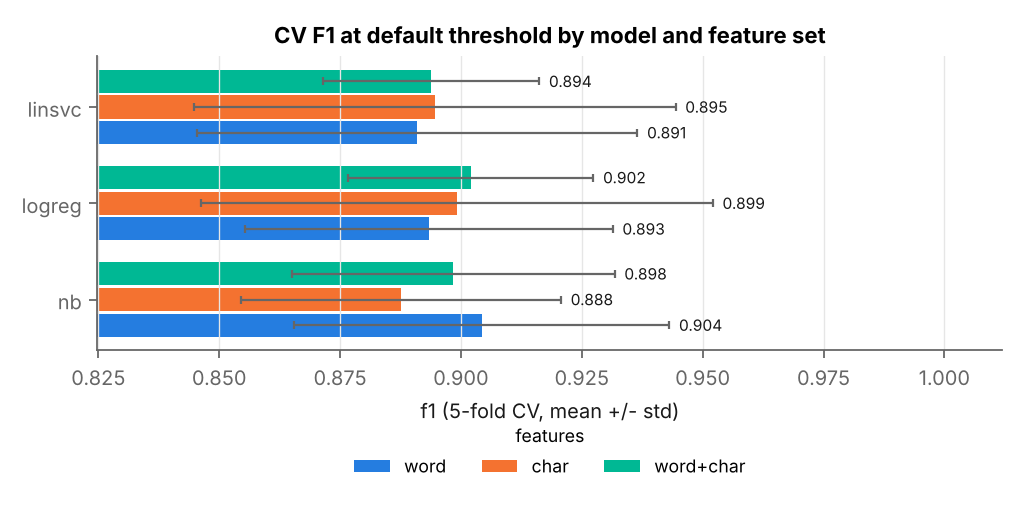 CV F1 at default threshold by model and feature set
linsvc
0.894
0.895
0.891
logreg
0.902
0.899
0.893
nb
0.898
0.888
0.904
0.825 0.850 0.875 0.900 0.925 0.950 0.975 1.000
f1 (5-fold CV, mean +/- std)
features
word char word+char